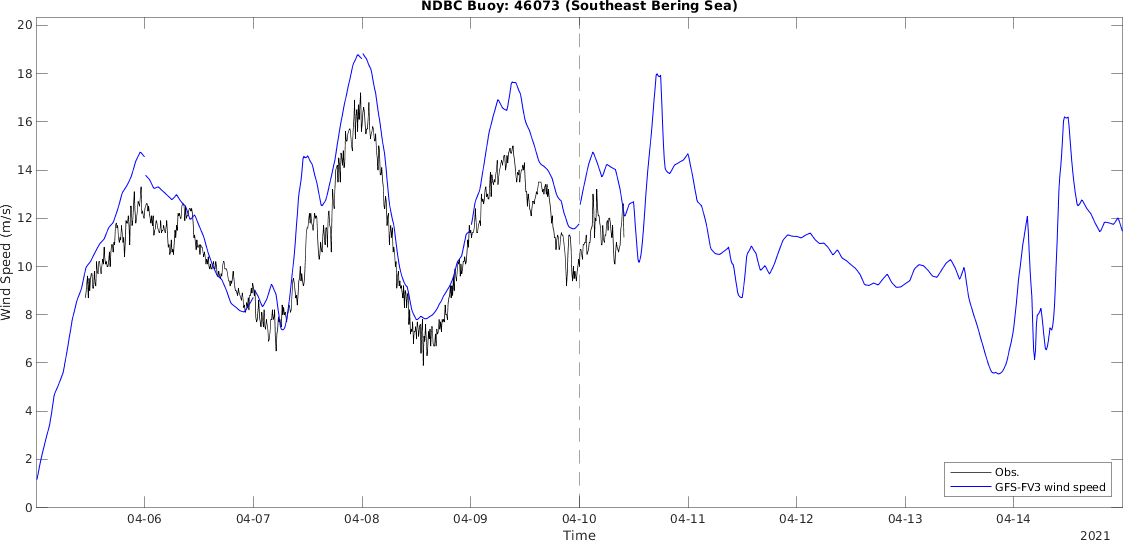 NDBC Buoy: 46073 (Southeast Bering Sea)
20
18
16
14
12
10
8
6
4
2
0
Wind Speed (m/s)
Obs.
GFS-FV3 wind speed
04-06 04-07 04-08 04-09 04-10 04-11 04-12 04-13 04-14
Time
2021